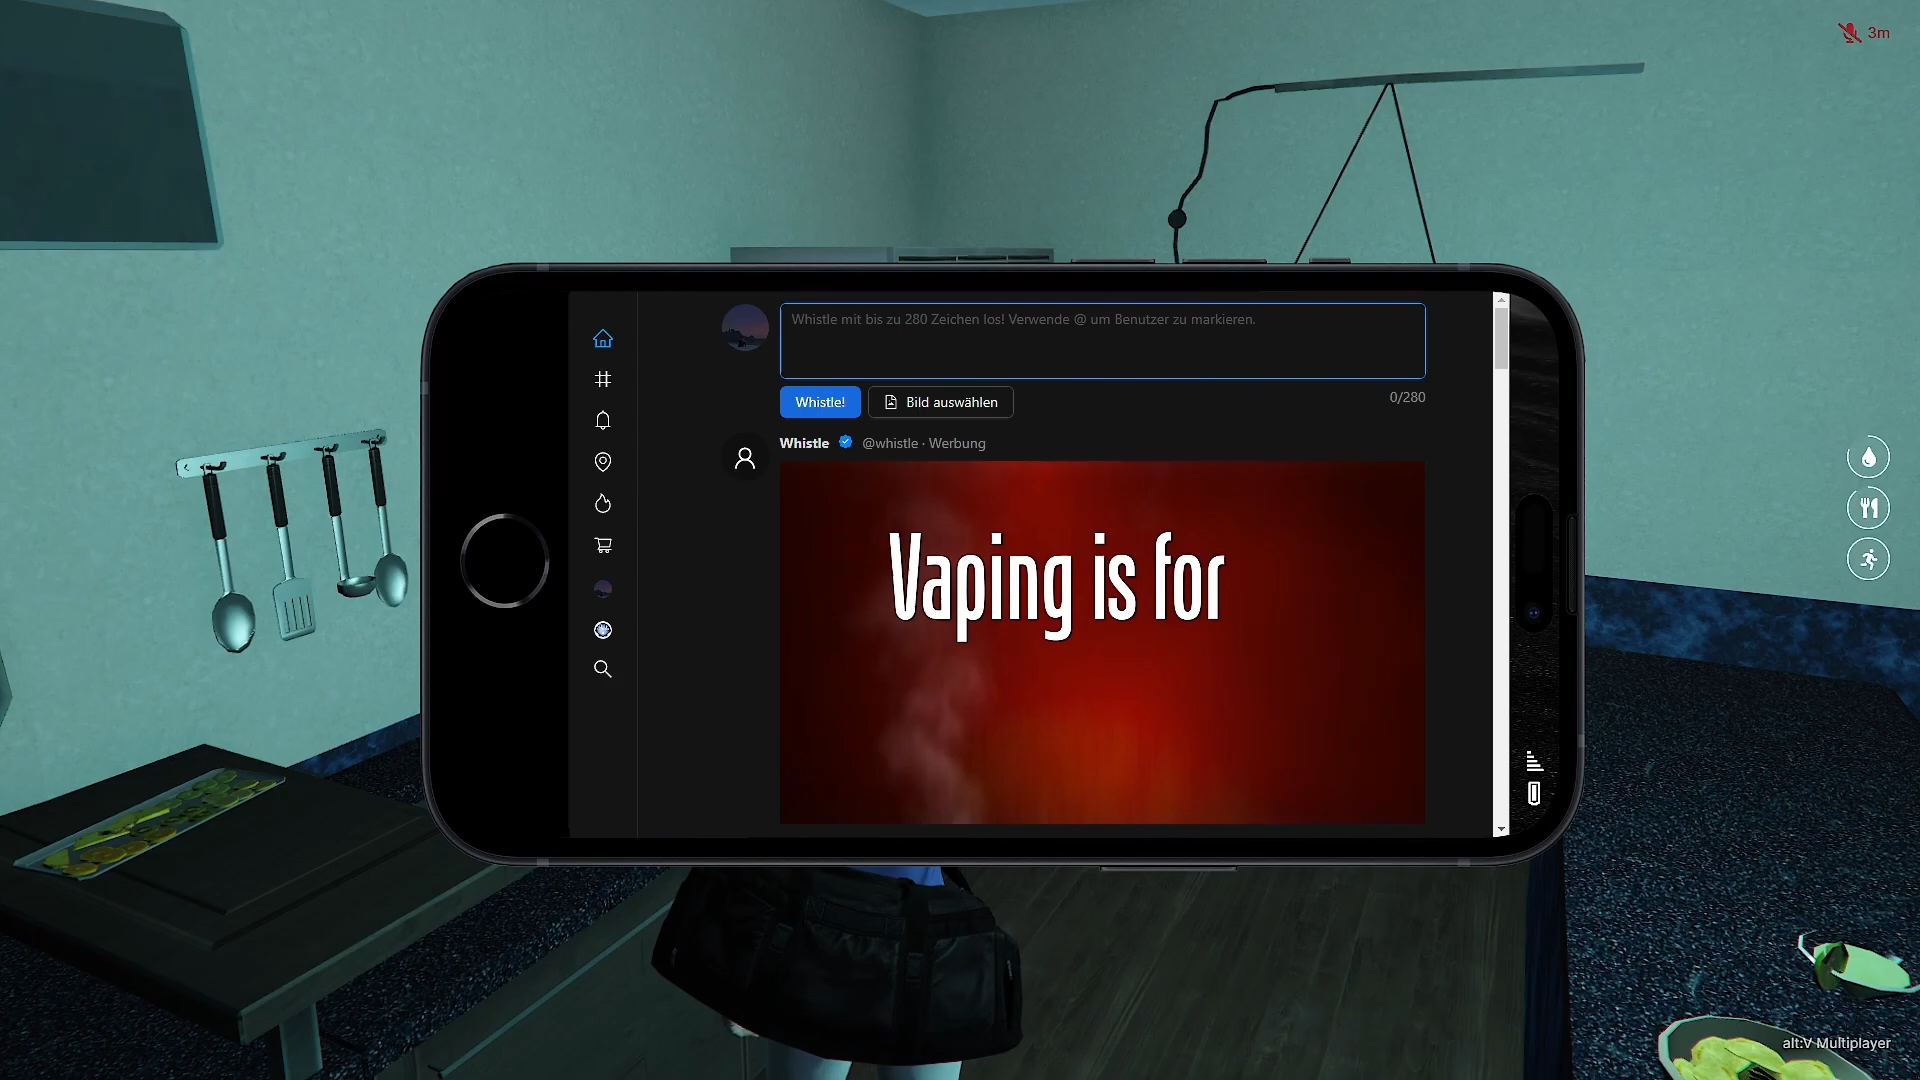 3m
Whistle mit bis zu 280 Zeichen los! Verwende @ um Benutzer zu markieren.
Whistle!
Bild auswählen
0/280
Whistle @whistle · Werbung
Vaping is for
alt:V Multiplayer